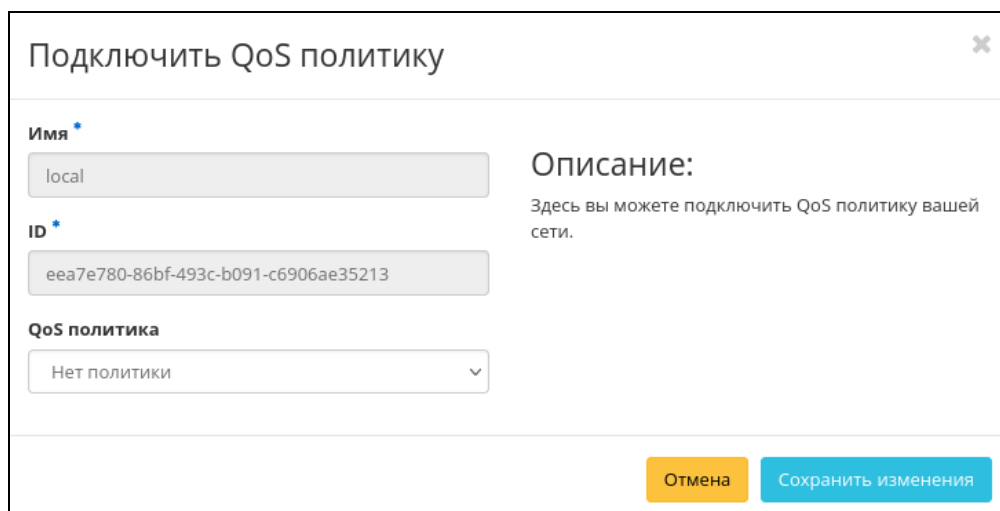 Подключить QoS политику
×
Имя *
local
ID *
eea7e780-86bf-493c-b091-c6906ae35213
QoS политика
Нет политики
Описание:
Здесь вы можете подключить QoS политику вашей
сети.
Отмена
Сохранить изменения